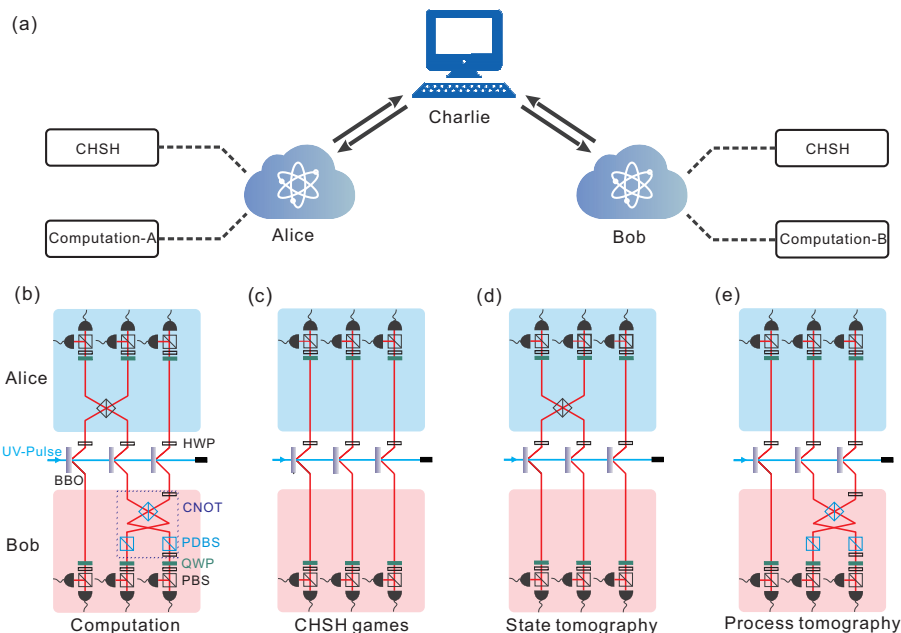 (a)
Charlie
CHSH
CHSH
Computation-A
Alice
Bob
Computation-B
(b)
(c)
(d)
(e)
Alice
UV-Pulse
HWP
BBO
CNOT
Bob
PDBS
QWP
PBS
Computation
CHSH games
State tomography
Process tomography